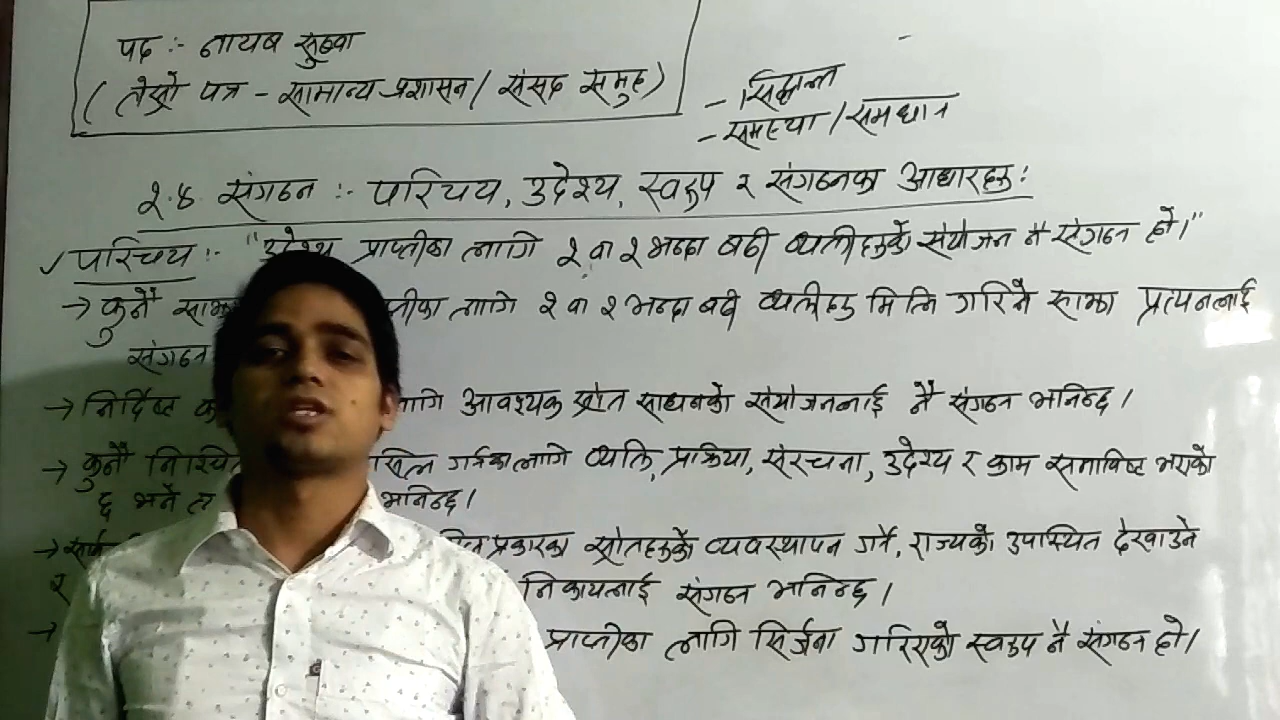 पद :- नायब सुब्बा
(तेस्रो पत्र - सामान्य प्रशासन / संसद समुह)
- सिद्धान्त
- समस्या / समधान
२.४ संगठन :- परिचय, उद्देश्य, स्वरुप र संगठनका आधारहरु :
✓ परिचय :- "उद्देश्य प्राप्तीका लागि २ वा २ भन्दा बढी व्यक्तीहरुको संयोजन नै संगठन हो।"
→ कुनै साझा लागि २ वा २ भन्दा बढी व्यक्तीहरु मिलि गरिने साझा प्रत्यनलाई
संगठन
→ निर्दिष्ट लागि आवश्यक स्रोत साधनको संयोजनलाई नै संगठन भनिन्छ।
→ कुनै निश्चित गर्नका लागि व्यक्ति, प्रक्रिया, संरचना, उद्देश्य र काम समाविष्ट भएको
छ भने भनिन्छ।
→ प्रकारका स्रोतहरुको व्यवस्थापन गर्ने, राज्यको उपस्थित देखाउने
र निकायलाई संगठन भनिन्छ।
→ प्राप्तीका लागि सिर्जना गरिएको स्वरुप नै संगठन हो।